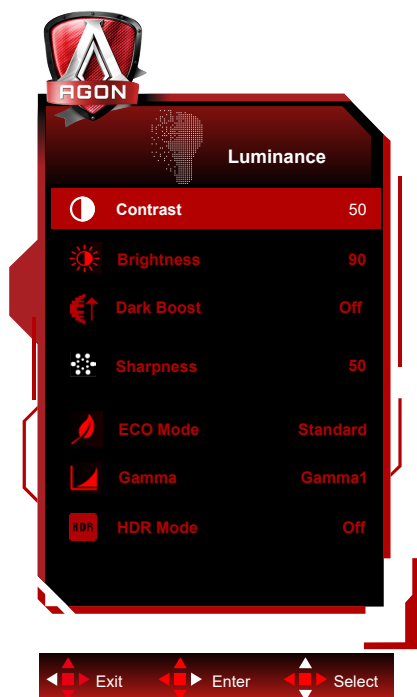 AGON
Luminance
Contrast 50
Brightness 90
Dark Boost Off
Sharpness 50
ECO Mode Standard
Gamma Gamma1
HDR HDR Mode Off
Exit Enter Select